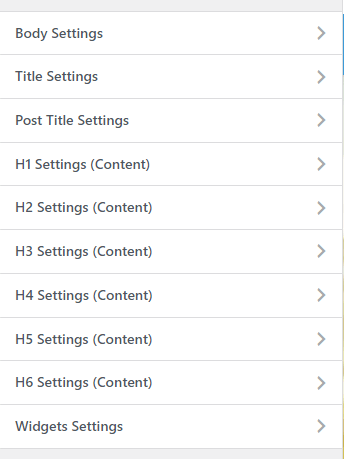 Body Settings
Title Settings
Post Title Settings
H1 Settings (Content)
H2 Settings (Content)
H3 Settings (Content)
H4 Settings (Content)
H5 Settings (Content)
H6 Settings (Content)
Widgets Settings